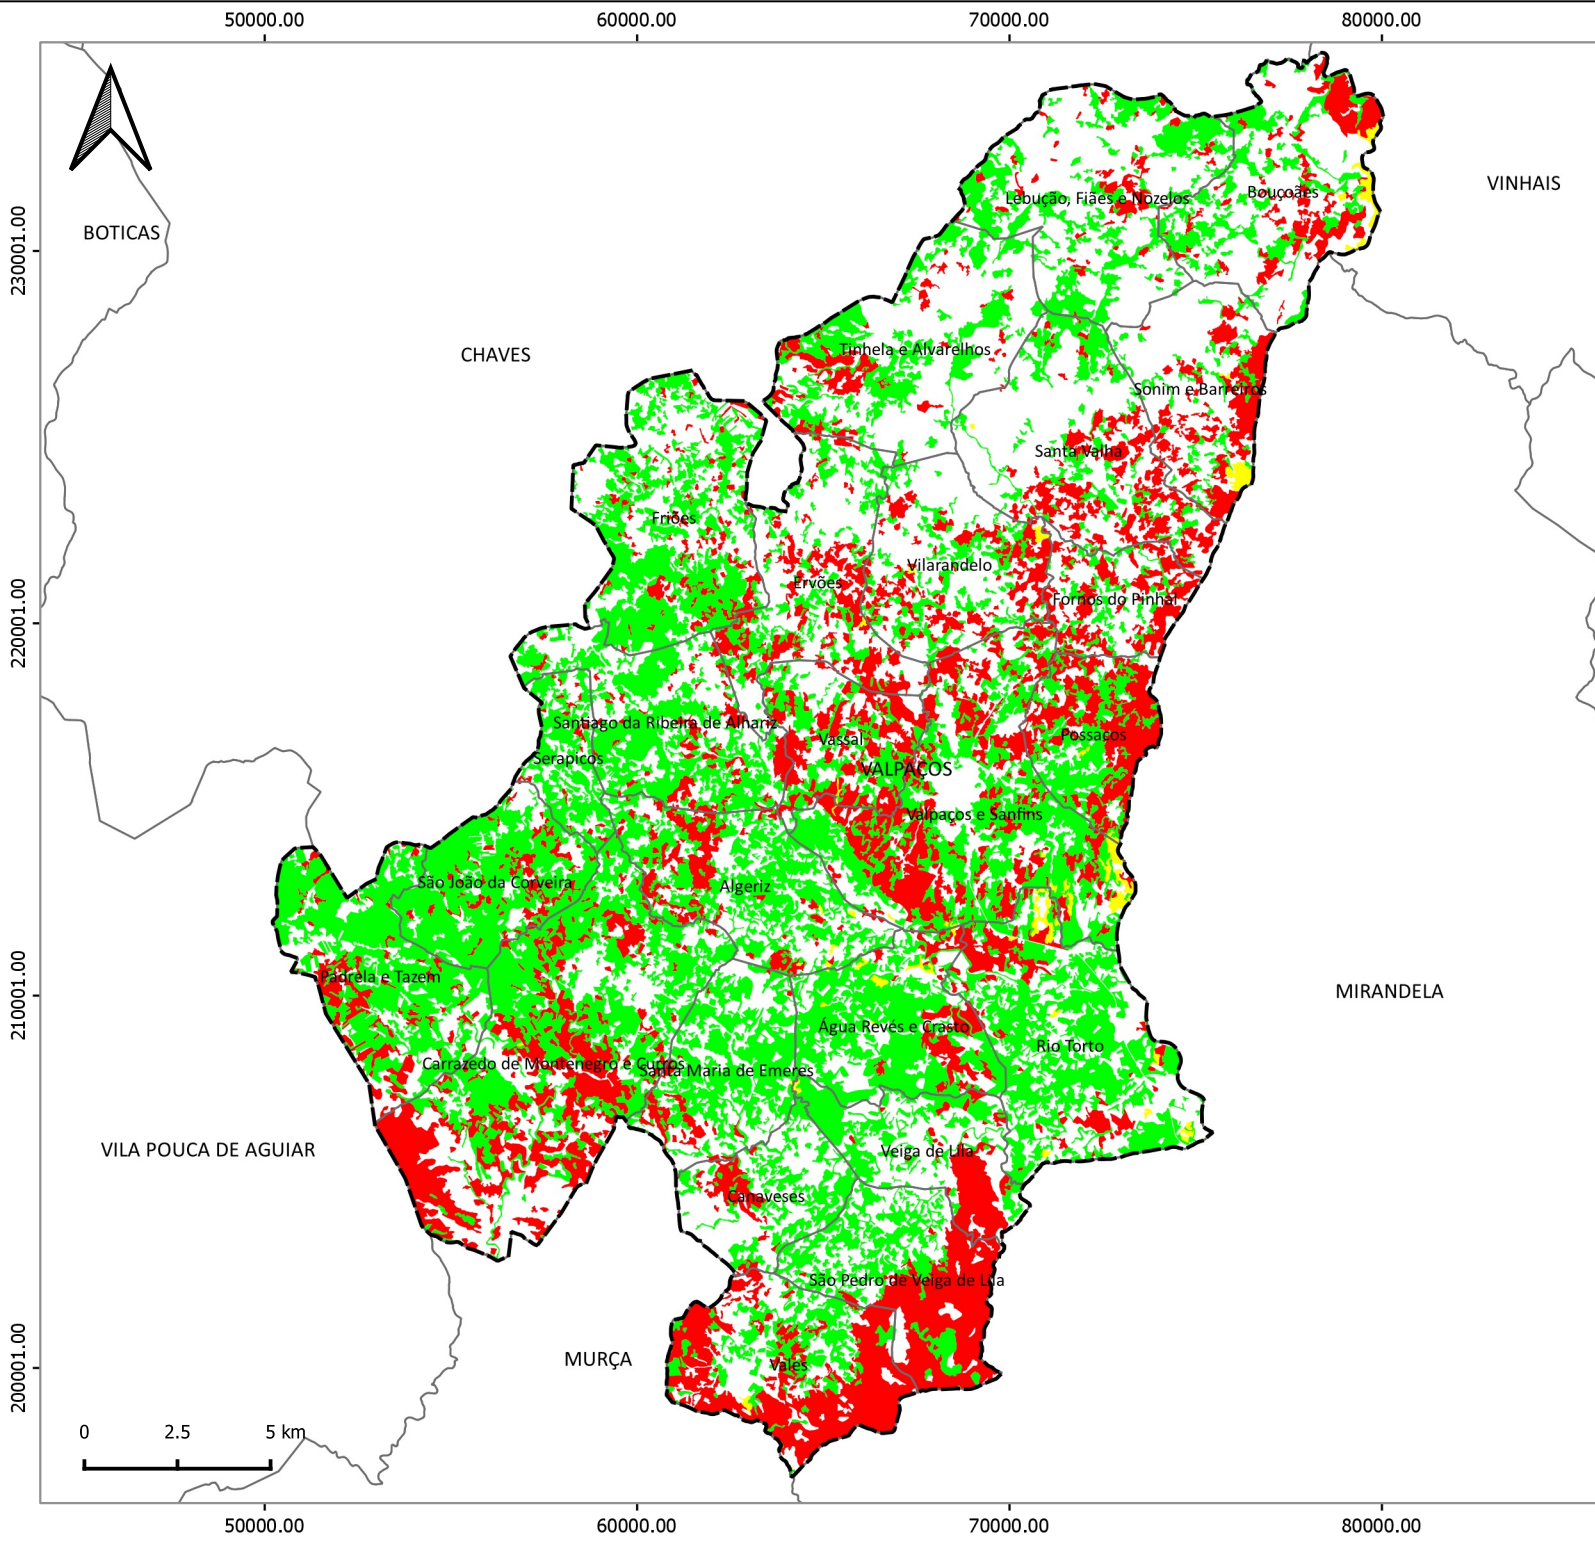 50000.00 60000.00 70000.00 80000.00
VINHAIS
Bouçoães
Lebução, Fiães e Nozelos
BOTICAS
230001.00
CHAVES
Tinhela e Alvarelhos
Sonim e Barreiros
Santa Valha
Friões
Vilarandelo
Ervões
Fornos do Pinhal
220001.00
Santiago da Ribeira de Alhariz
Possacos
Vassal
Serapicos
VALPAÇOS
Valpaços e Sanfins
São João da Corveira
Algeriz
Padrela e Tazem
210001.00
MIRANDELA
Água Revés e Crasto
Rio Torto
Carrazedo de Montenegro e Curros
Santa Maria de Emeres
VILA POUCA DE AGUIAR
Veiga de Lila
Canaveses
São Pedro de Veiga de Lila
MURÇA
Vales
200001.00
0 2.5 5 km
50000.00 60000.00 70000.00 80000.00